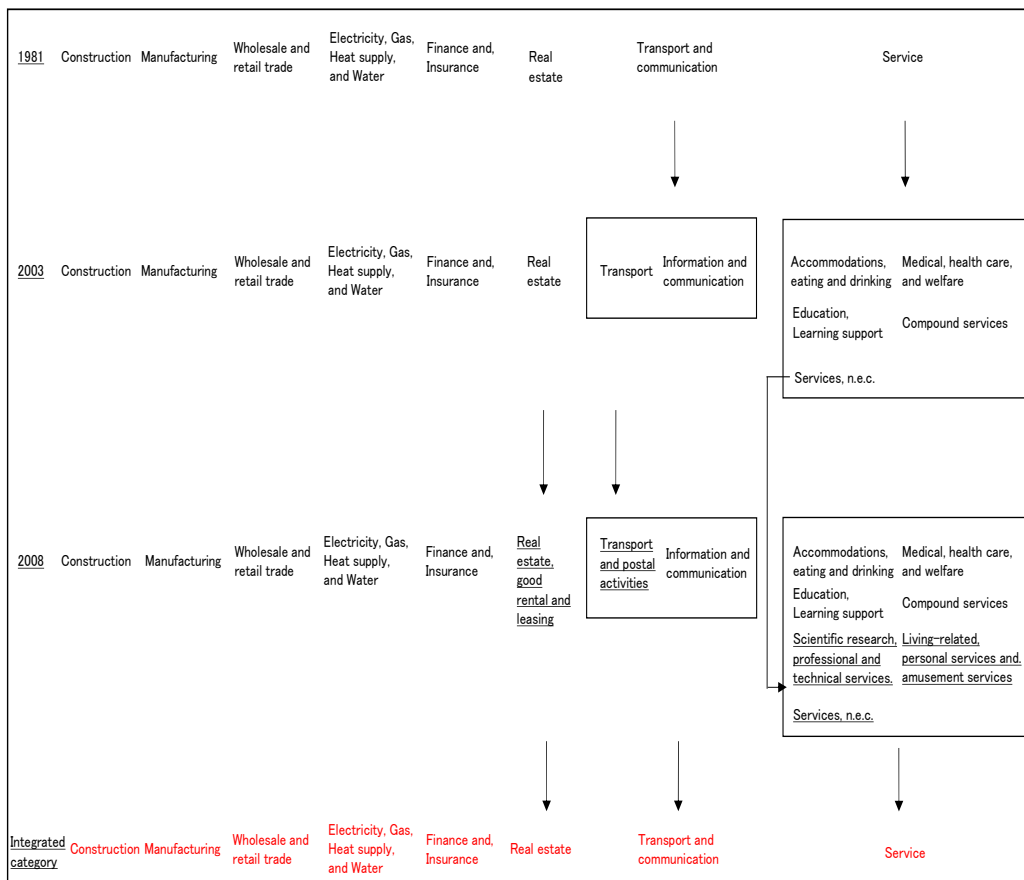 1981
Construction
Manufacturing
Wholesale and
retail trade
Electricity, Gas,
Heat supply,
and Water
Finance and,
Insurance
Real
estate
Transport and
communication
Service
2003
Construction
Manufacturing
Wholesale and
retail trade
Electricity, Gas,
Heat supply,
and Water
Finance and,
Insurance
Real
estate
Transport
Information and
communication
Accommodations,
eating and drinking
Medical, health care,
and welfare
Education,
Learning support
Compound services
Services, n.e.c.
2008
Construction
Manufacturing
Wholesale and
retail trade
Electricity, Gas,
Heat supply,
and Water
Finance and,
Insurance
Real
estate,
good
rental and
leasing
Transport
and postal
activities
Information and
communication
Accommodations,
eating and drinking
Medical, health care,
and welfare
Education,
Learning support
Compound services
Scientific research,
professional and
technical services.
Living-related,
personal services and.
amusement services
Services, n.e.c.
Integrated
category
Construction
Manufacturing
Wholesale and
retail trade
Electricity, Gas,
Heat supply,
and Water
Finance and,
Insurance
Real estate
Transport and
communication
Service